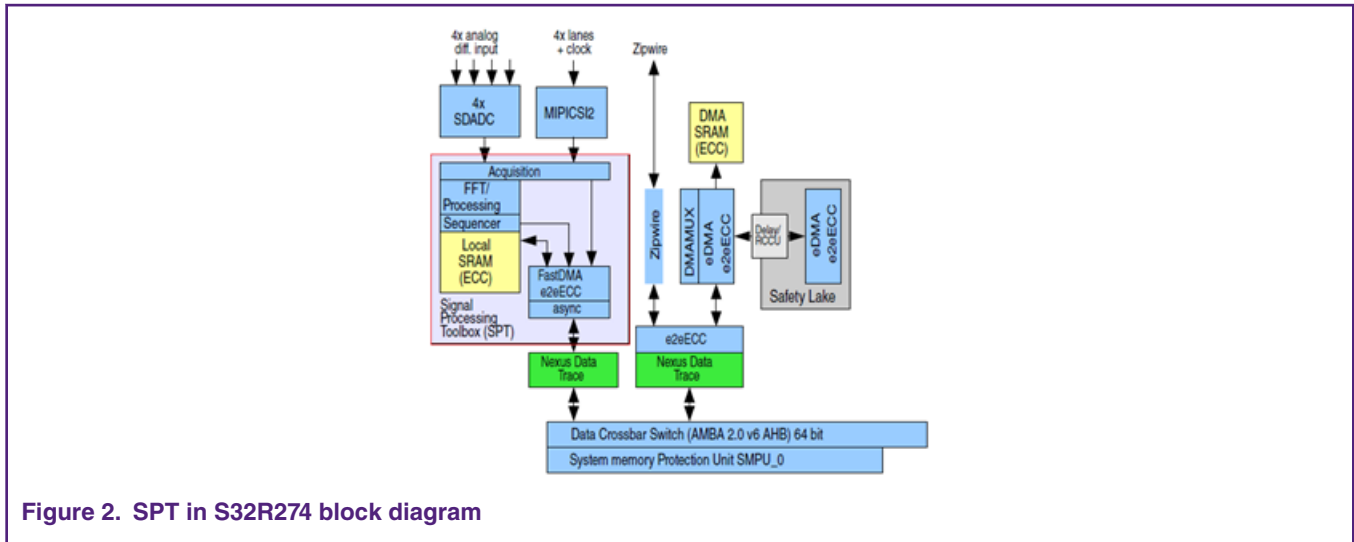 4x analog
diff. input
4x lanes
+ clock
Zipwire
4x
SDADC
MIPICSI2
DMA
SRAM
(ECC)
Acquisition
FFT/
Processing
Sequencer
Local
SRAM
(ECC)
FastDMA
e2eECC
async
Signal
Processing
Toolbox (SPT)
Zipwire
DMAMUX
eDMA
e2eECC
Delay/
RCCU
eDMA
e2eECC
Safety Lake
e2eECC
Nexus Data
Trace
Nexus Data
Trace
Data Crossbar Switch (AMBA 2.0 v6 AHB) 64 bit
System memory Protection Unit SMPU_0
Figure 2. SPT in S32R274 block diagram